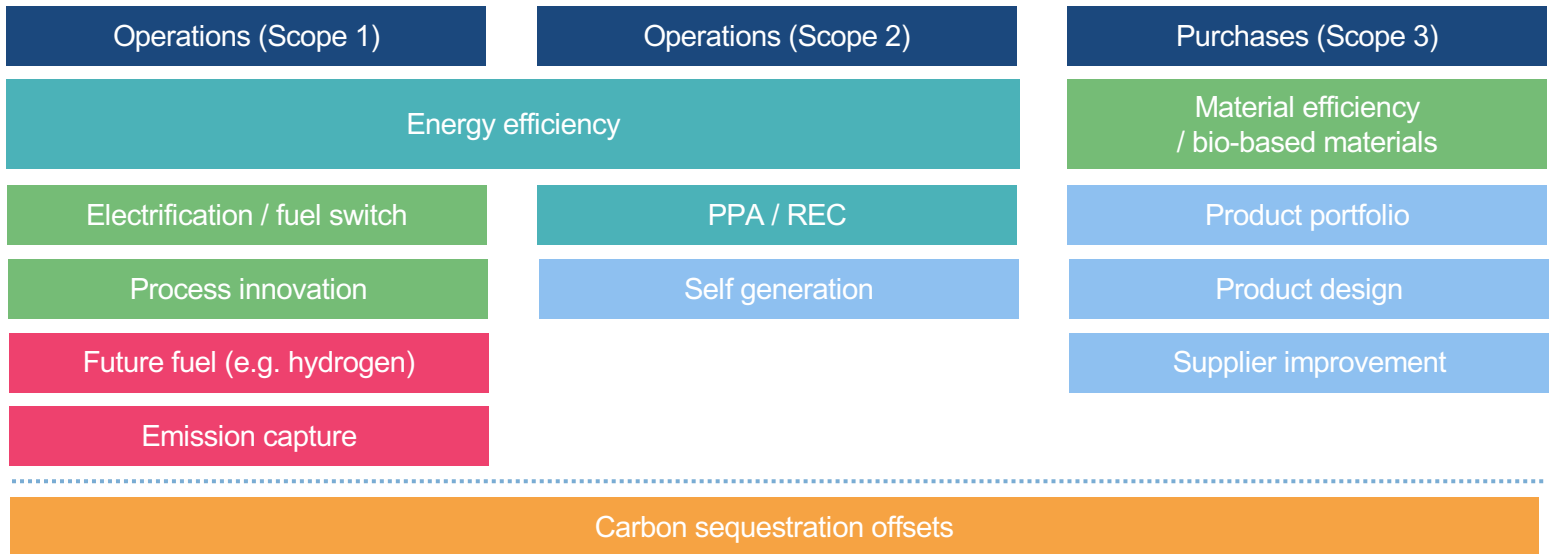 Operations (Scope 1)
Operations (Scope 2)
Purchases (Scope 3)
Energy efficiency
Material efficiency
/ bio-based materials
Electrification / fuel switch
PPA / REC
Product portfolio
Process innovation
Self generation
Product design
Future fuel (e.g. hydrogen)
Supplier improvement
Emission capture
Carbon sequestration offsets